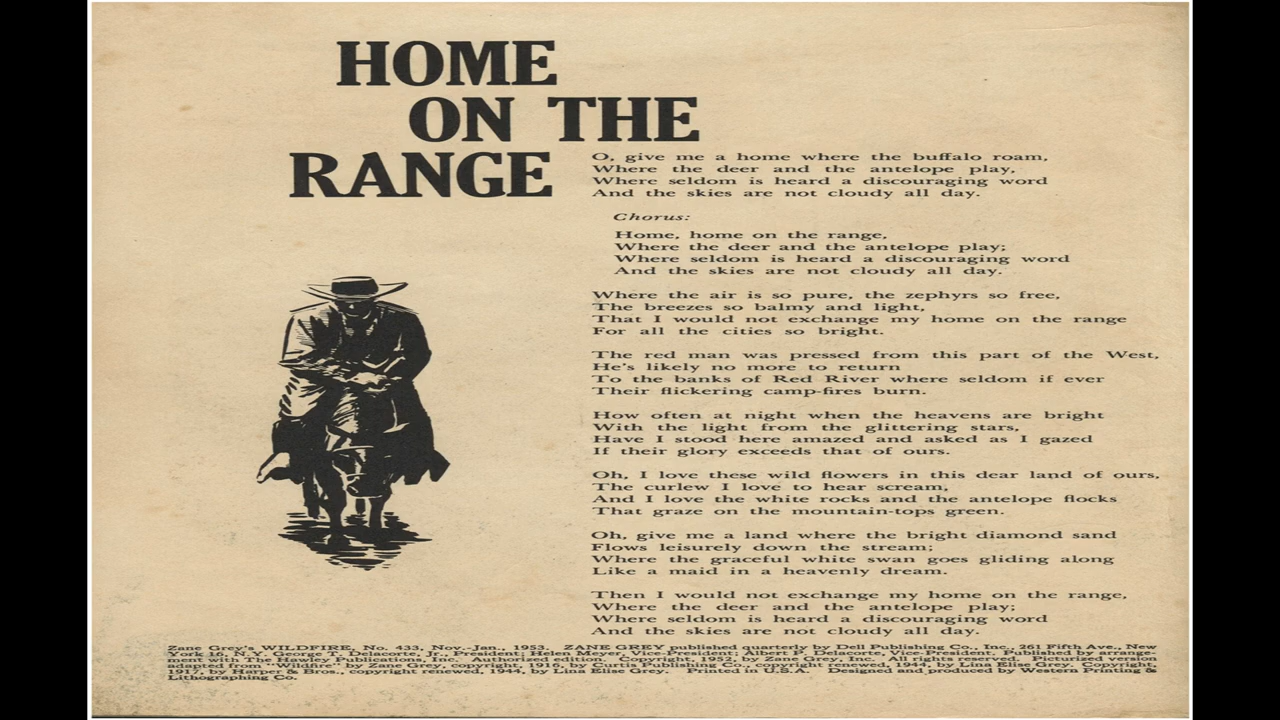 HOME
ON THE
RANGE
O, give me a home where the buffalo roam,
Where the deer and the antelope play,
Where seldom is heard a discouraging word
And the skies are not cloudy all day.
Chorus:
Home, home on the range,
Where the deer and the antelope play;
Where seldom is heard a discouraging word
And the skies are not cloudy all day.
Where the air is so pure, the zephyrs so free,
The breezes so balmy and light,
That I would not exchange my home on the range
For all the cities so bright.
The red man was pressed from this part of the West,
He's likely no more to return
To the banks of Red River where seldom if ever
Their flickering camp-fires burn.
How often at night when the heavens are bright
With the light from the glittering stars,
Have I stood here amazed and asked as I gazed
If their glory exceeds that of ours.
Oh, I love these wild flowers in this dear land of ours,
The curlew I love to hear scream,
And I love the white rocks and the antelope flocks
That graze on the mountain-tops green.
Oh, give me a land where the bright diamond sand
Flows leisurely down the stream;
Where the graceful white swan goes gliding along
Like a maid in a heavenly dream.
Then I would not exchange my home on the range,
Where the deer and the antelope play;
Where seldom is heard a discouraging word
And the skies are not cloudy all day.
Zane Grey's WILDFIRE, No. 433, Nov.-Jan., 1953. ZANE GREY published quarterly by Dell Publishing Co., Inc., 261 Fifth Ave., New
York 16, N. Y. George T. Delacorte, Jr., President; Helen Meyer, Vice-President; Albert P. Delacorte, Vice-President. Published by arrange-
ment with The Hawley Publications, Inc. Authorized edition. Copyright, 1952, by Zane Grey, Inc. All rights reserved. Picturized version
adapted from "Wildfire" by Zane Grey, copyright, 1916, by Curtis Publishing Co., copyright renewed, 1944, by Lina Elise Grey. Copyright,
by Harper & Bros., copyright renewed, 1944, by Lina Elise Grey. Printed in U.S.A. Designed and produced by Western Printing &
Lithographing Co.